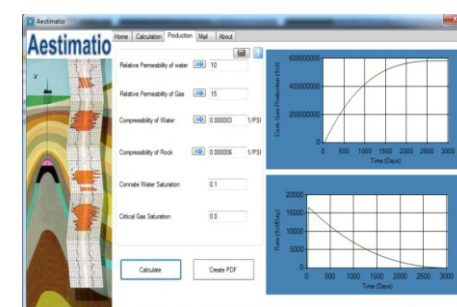 Aestimatio
Aestimatio
Home Calculation Production Mail About
Relative Permeability of water 10
Relative Permeability of Gas 15
Compressibility of Water 0.000003 1/PSI
Compressibility of Rock 0.000006 1/PSI
Connate Water Saturation 0.1
Critical Gas Saturation 0.0
Calculate Create PDF
Cum. Gas Production (Scf)
600000000
400000000
200000000
0
0 500 1000 1500 2000 2500 3000
Time (Days)
Rate (Scf/Day)
20000
15000
10000
5000
0
0 500 1000 1500 2000 2500 3000
Time (Days)